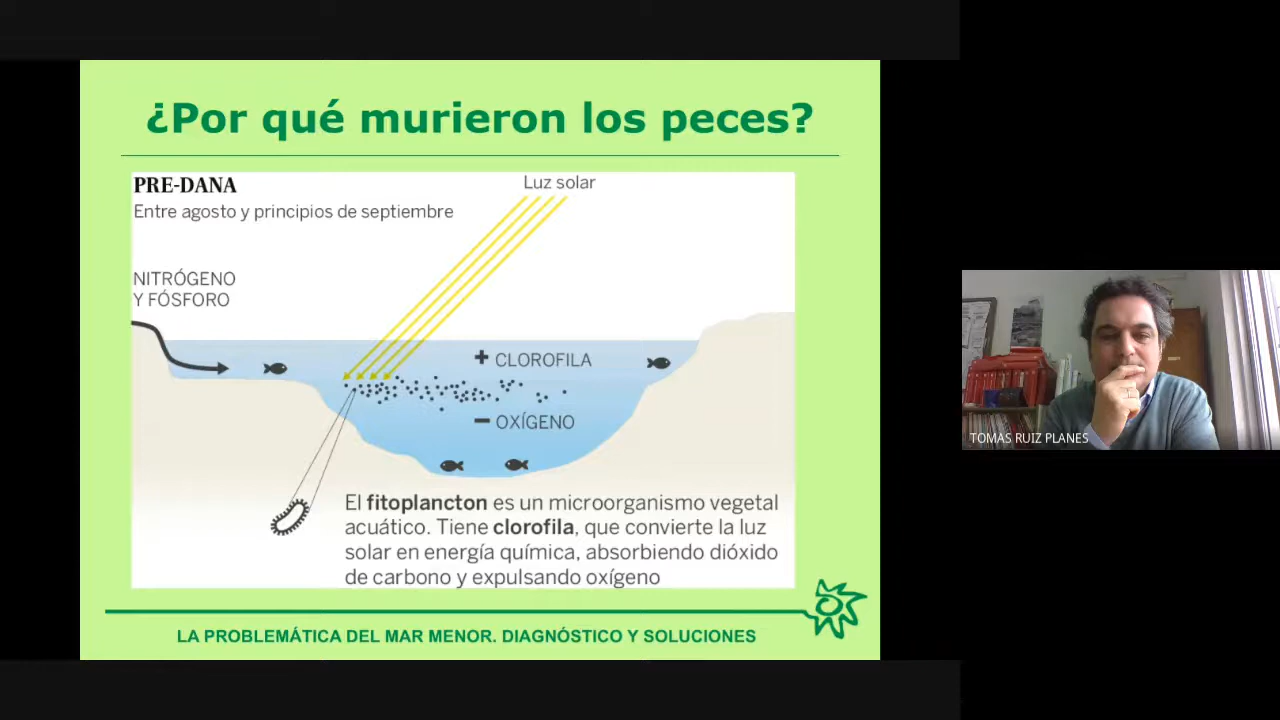 ¿Por qué murieron los peces?
PRE-DANA
Entre agosto y principios de septiembre
Luz solar
NITRÓGENO
Y FÓSFORO
+ CLOROFILA
− OXÍGENO
El fitoplancton es un microorganismo vegetal
acuático. Tiene clorofila, que convierte la luz
solar en energía química, absorbiendo dióxido
de carbono y expulsando oxígeno
LA PROBLEMÁTICA DEL MAR MENOR. DIAGNÓSTICO Y SOLUCIONES
TOMAS RUIZ PLANES